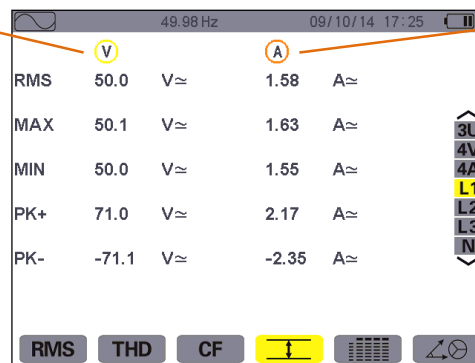 49.98 Hz 09/10/14 17:25
V A
RMS 50.0 V≃ 1.58 A≃
MAX 50.1 V≃ 1.63 A≃
MIN 50.0 V≃ 1.55 A≃
PK+ 71.0 V≃ 2.17 A≃
PK- -71.1 V≃ -2.35 A≃
3U
4V
4A
L1
L2
L3
N
RMS THD CF